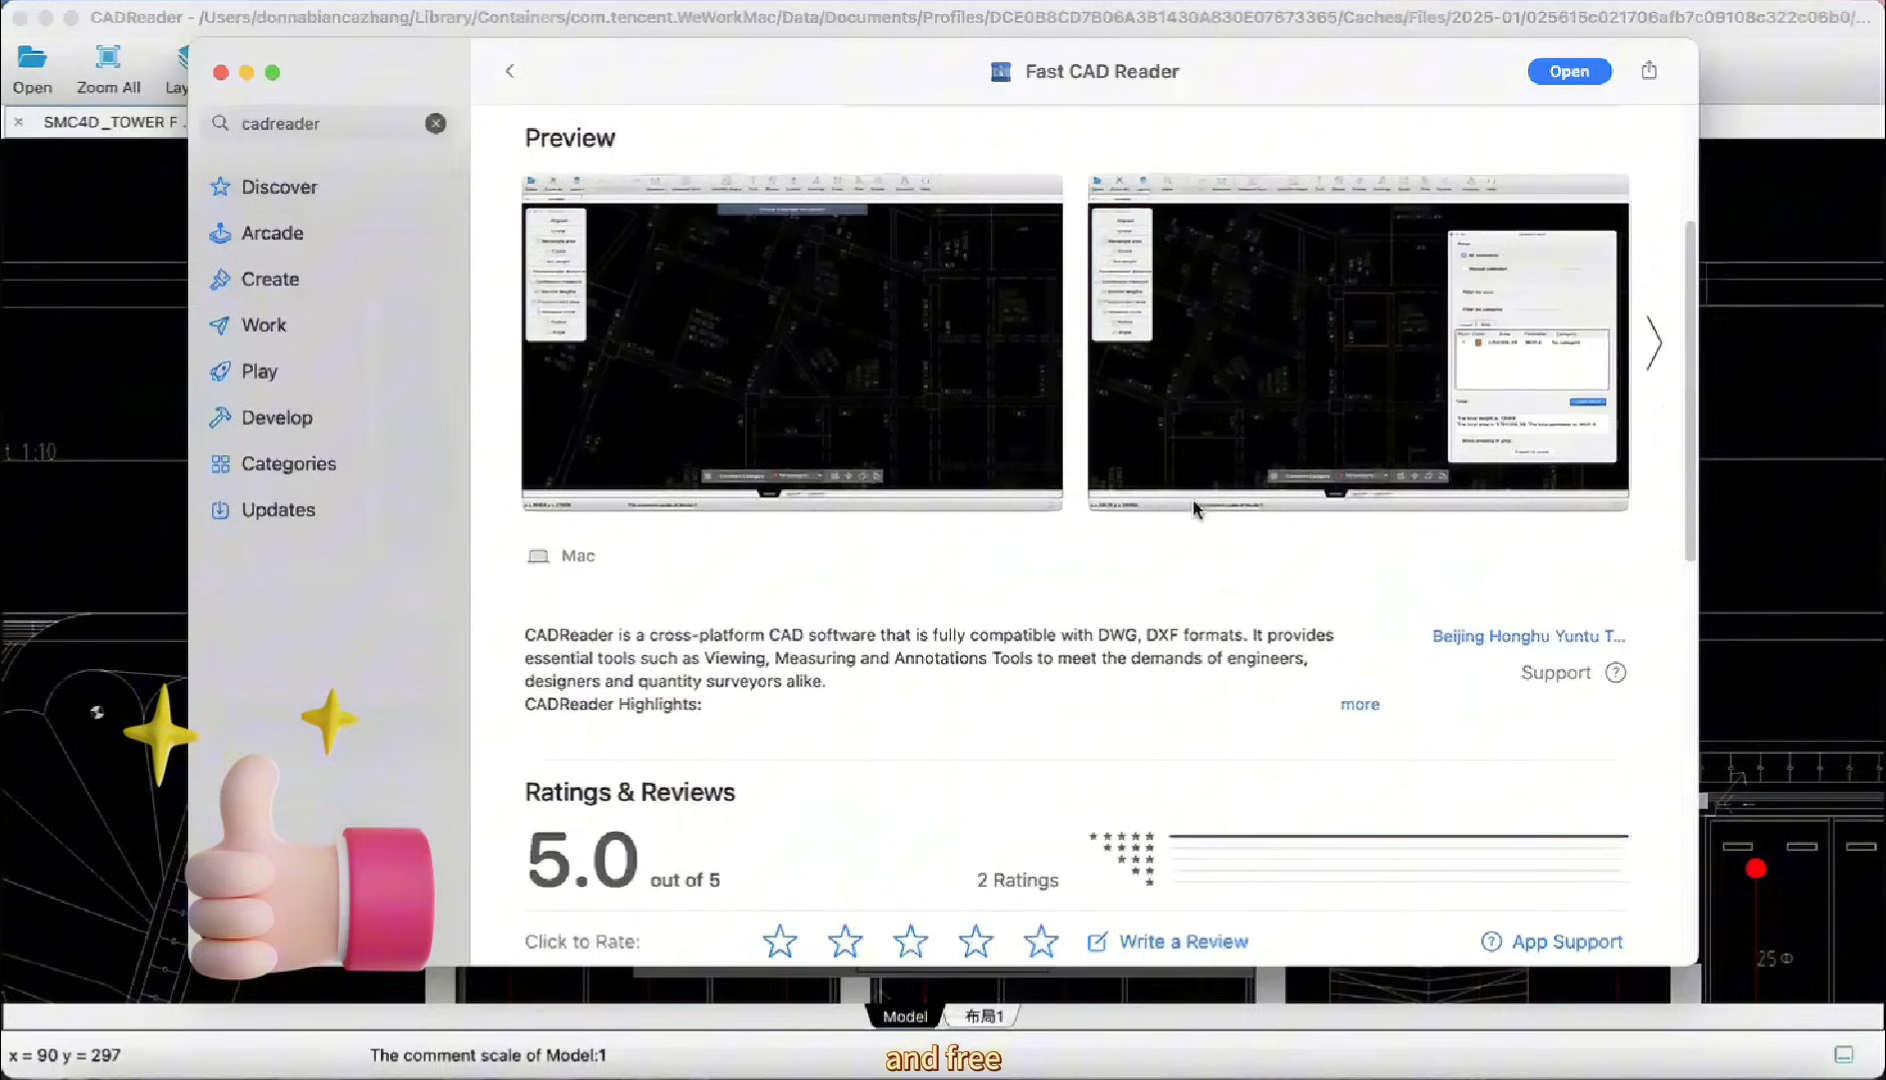 CADReader - /Users/donnabiancazhang/Library/Containers/com.tencent.WeWorkMac/Data/Documents/Profiles/DCE0B8CD7B06A3B1430A830E07673365/Caches/Files/2025-01/025615c021706afb7c09108c322c06b0/...
Open
Zoom All
Lay
SMC4D_TOWER F .
cadreader
Discover
Arcade
Create
Work
Play
Develop
Categories
Updates
Fast CAD Reader
Open
Preview
Mac
CADReader is a cross-platform CAD software that is fully compatible with DWG, DXF formats. It provides
essential tools such as Viewing, Measuring and Annotations Tools to meet the demands of engineers,
designers and quantity surveyors alike.
CADReader Highlights:
more
Beijing Honghu Yuntu T...
Support
Ratings & Reviews
5.0 out of 5
2 Ratings
Click to Rate:
Write a Review
App Support
t 1:10
25
Model
布局1
x = 90 y = 297
The comment scale of Model:1
and free